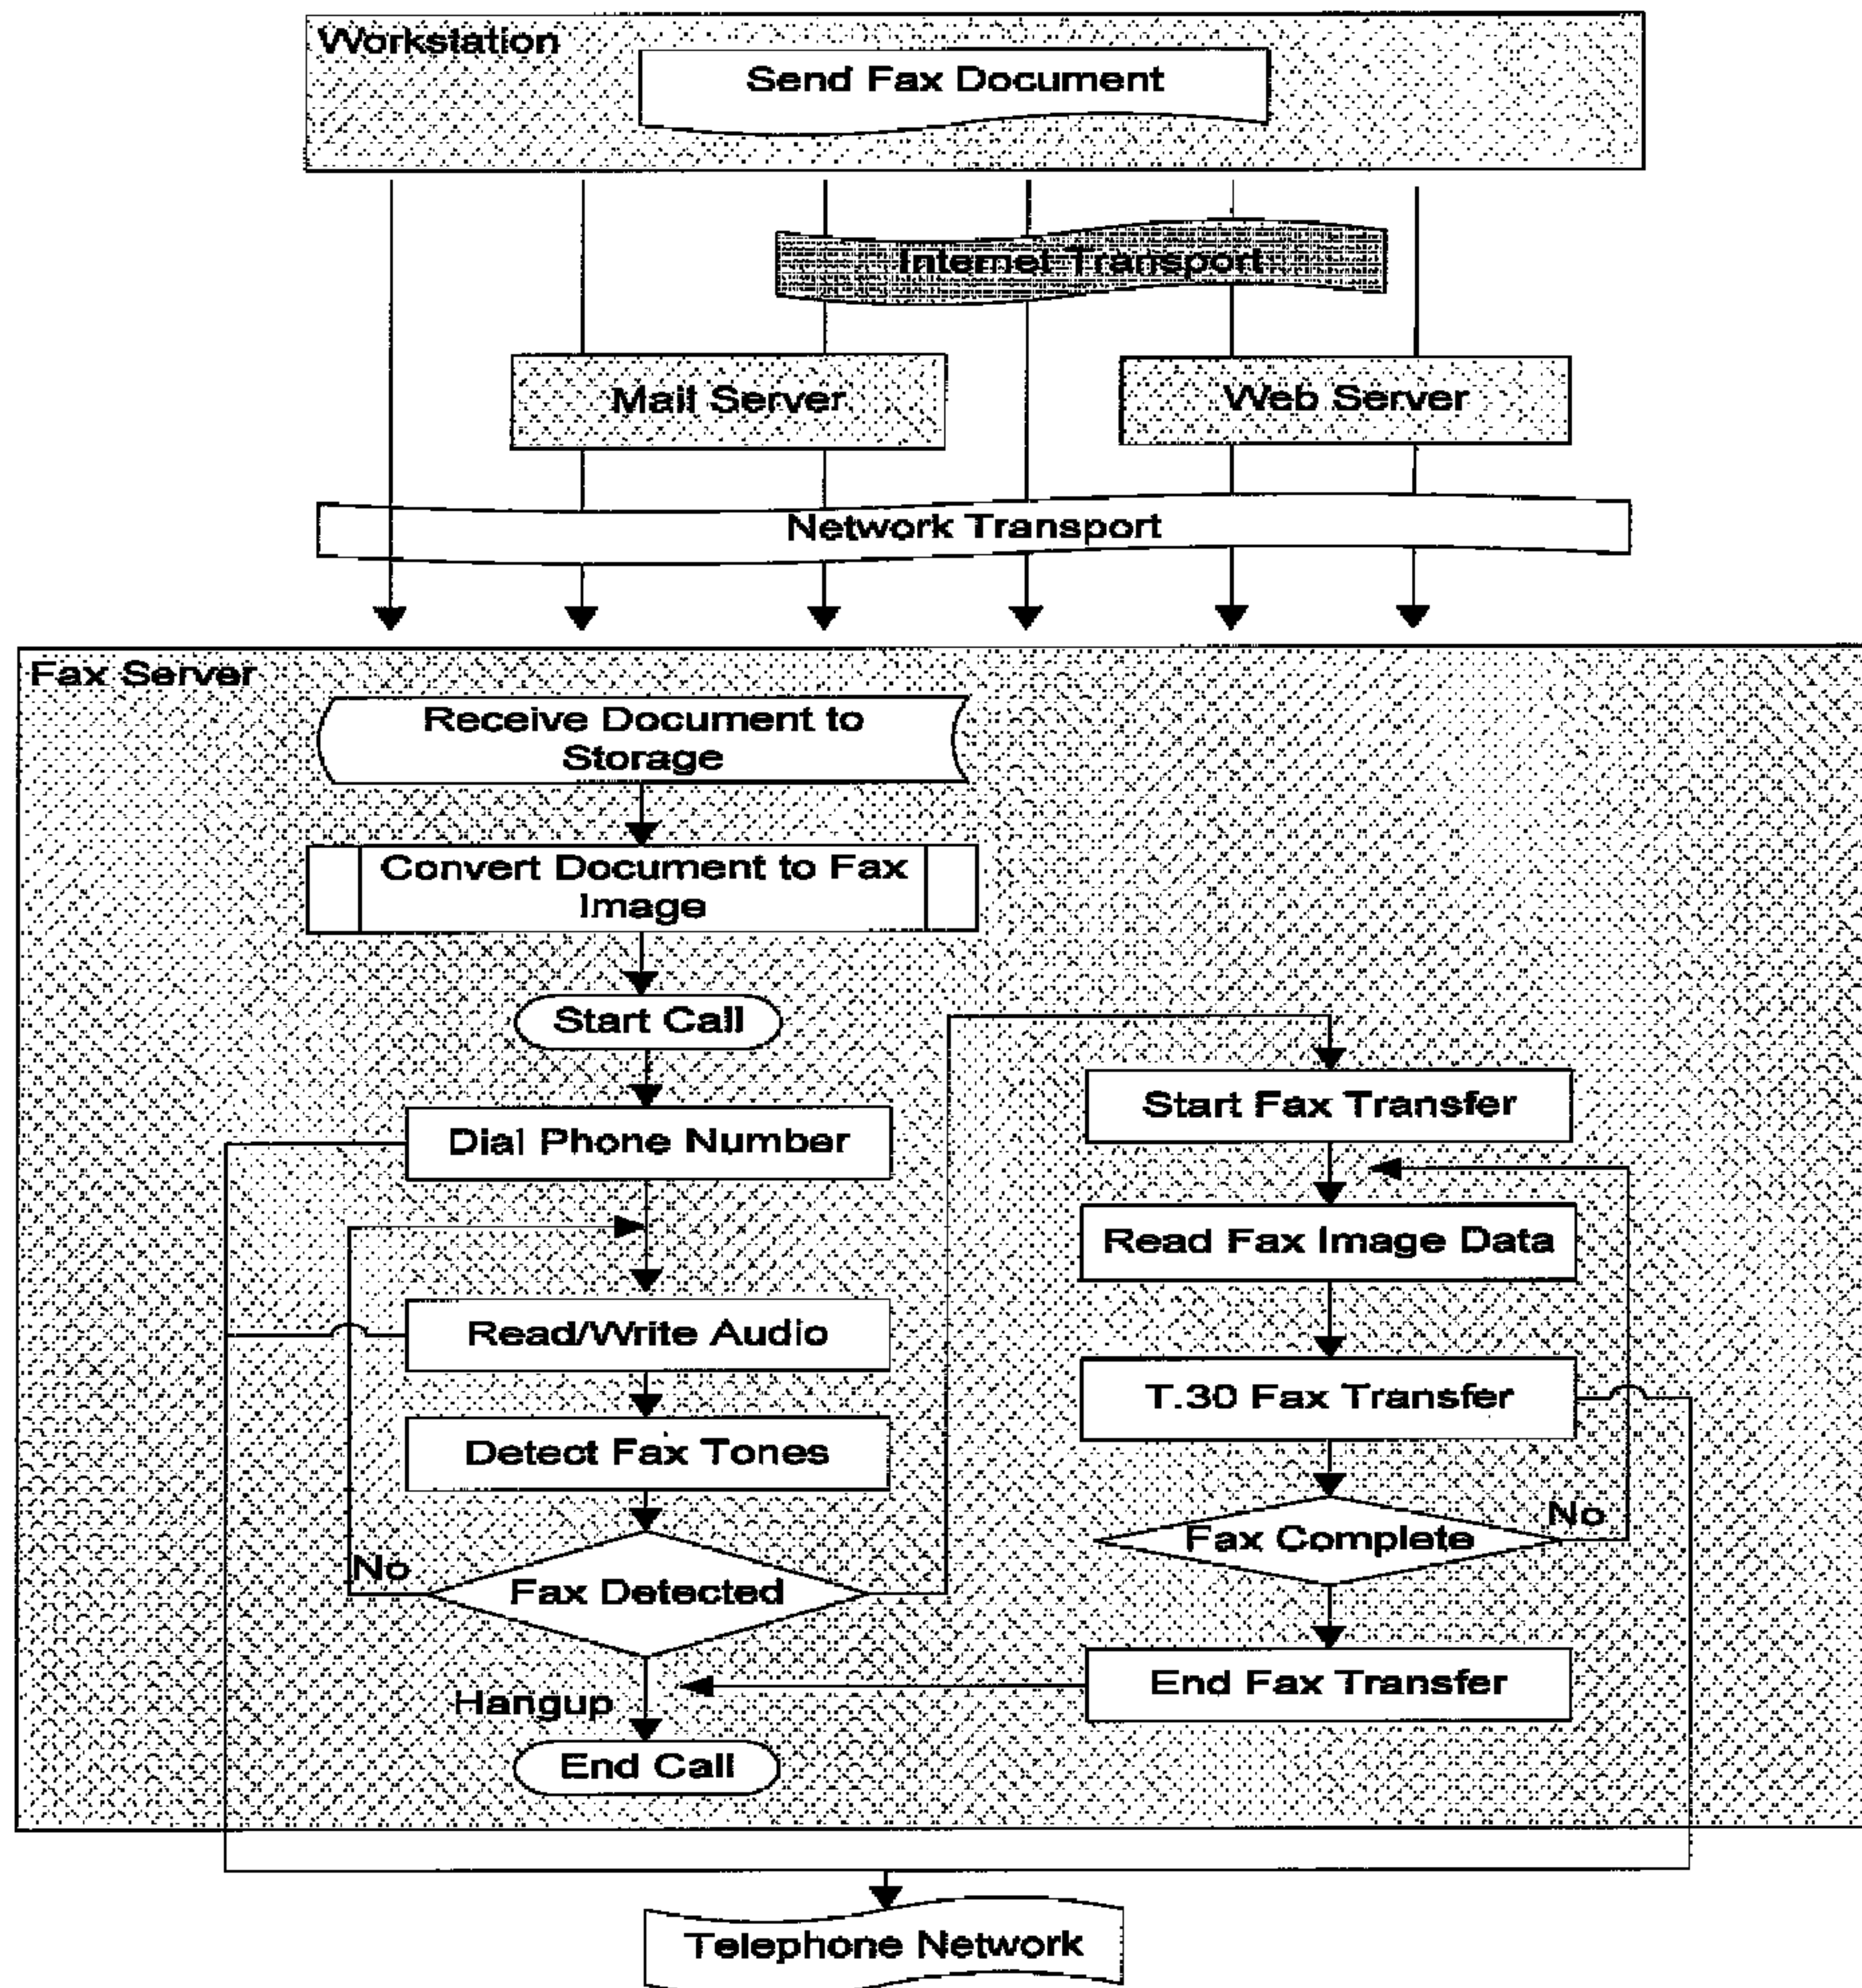 Workstation
Send Fax Document
Internet Transport
Mail Server
Web Server
Network Transport
Fax Server
Receive Document to
Storage
Convert Document to Fax
Image
Start Call
Dial Phone Number
Read/Write Audio
Detect Fax Tones
No
Fax Detected
Hangup
End Call
Start Fax Transfer
Read Fax Image Data
T.30 Fax Transfer
Fax Complete
No
End Fax Transfer
Telephone Network